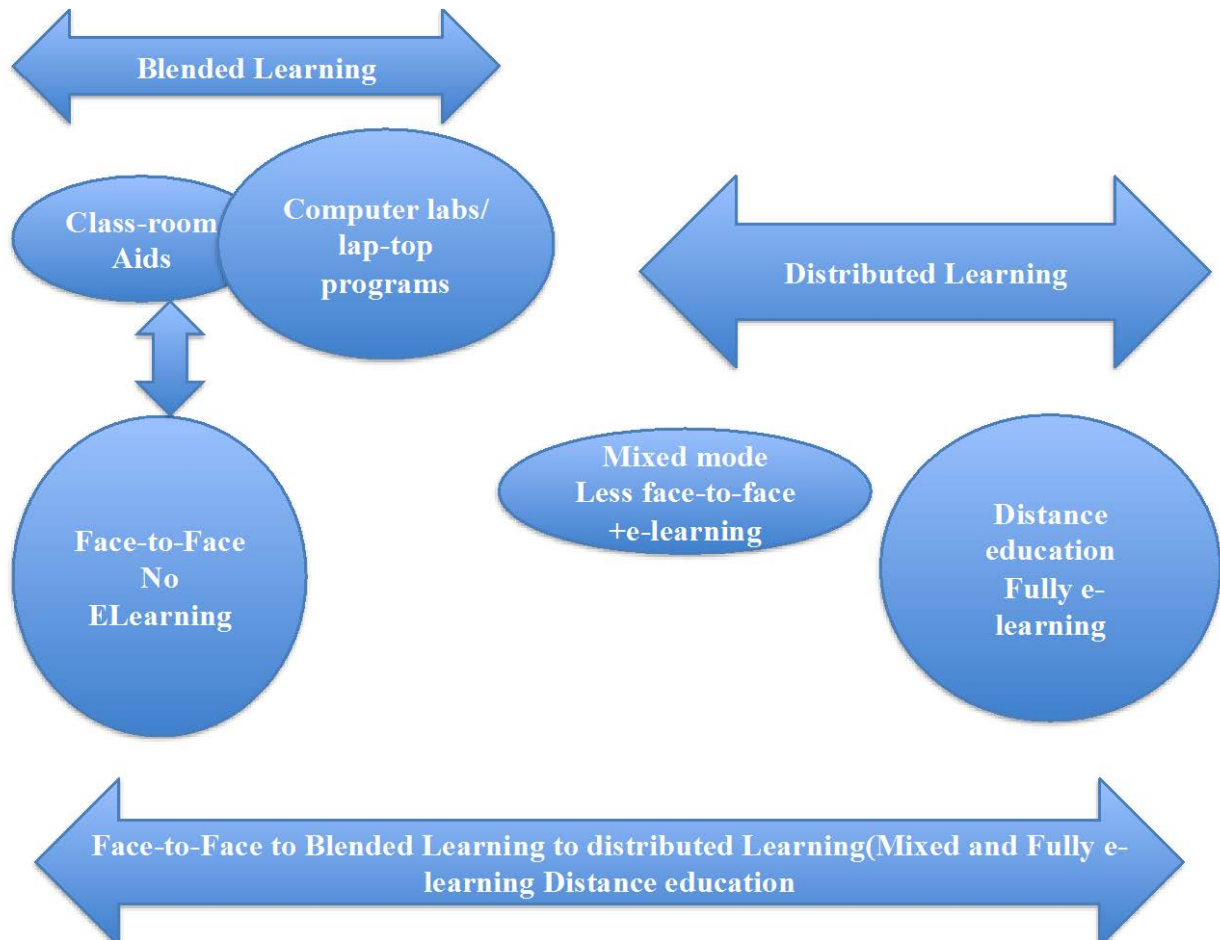 Blended Learning
Class-room
Aids
Computer labs/
lap-top
programs
Distributed Learning
Face-to-Face
No
ELearning
Mixed mode
Less face-to-face
+e-learning
Distance
education
Fully e-
learning
Face-to-Face to Blended Learning to distributed Learning(Mixed and Fully e-
learning Distance education